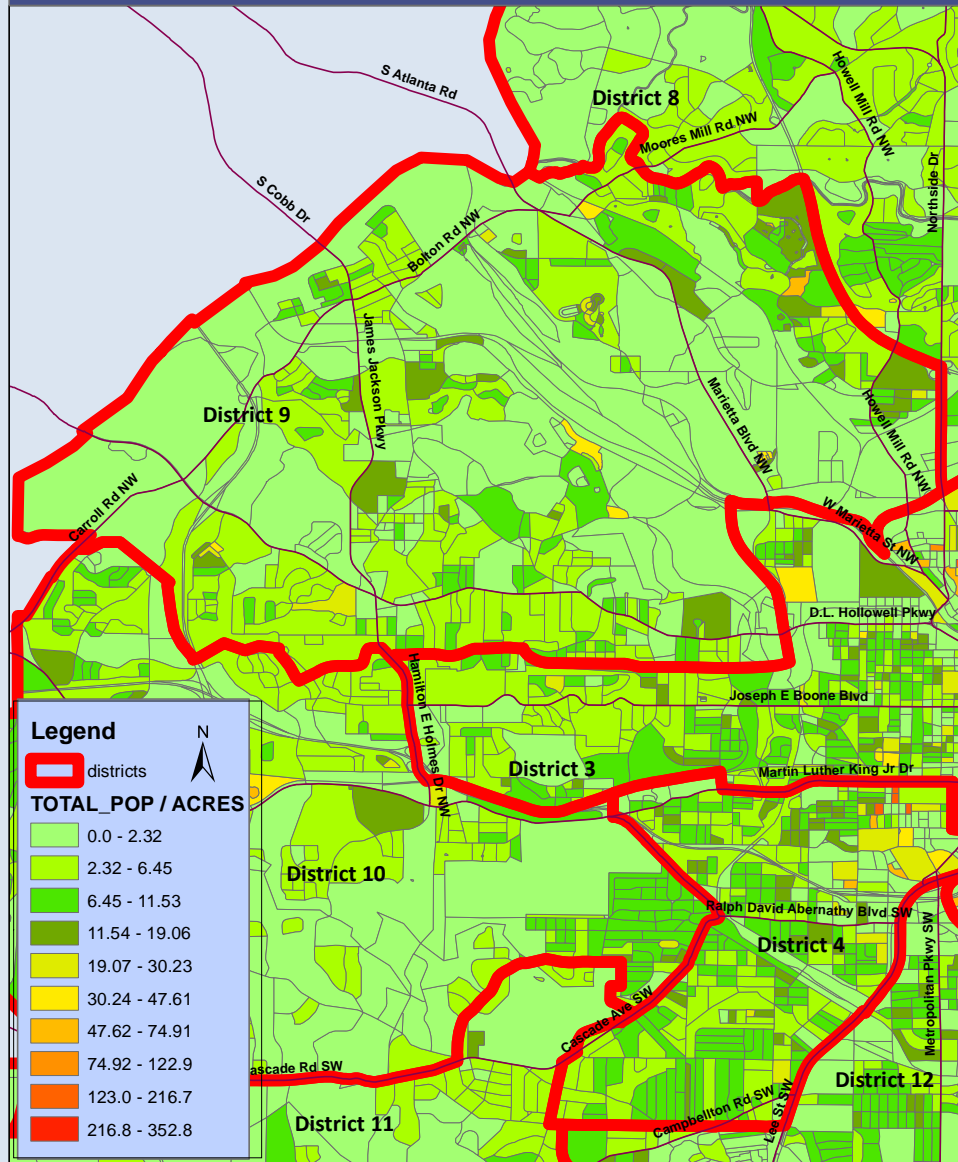 S Atlanta Rd
District 8
Howell Mill Rd NW
Moores Mill Rd NW
Northside Dr
S Cobb Dr
Bolton Rd NW
James Jackson Pkwy
District 9
Marietta Blvd NW
Howell Mill Rd NW
Carroll Rd NW
W Marietta St NW
D.L. Hollowell Pkwy
Hamilton E Holmes Dr NW
Joseph E Boone Blvd
District 3
Martin Luther King Jr Dr
District 10
Ralph David Abernathy Blvd SW
District 4
Metropolitan Pkwy SW
Cascade Ave SW
ascade Rd SW
District 12
District 11
Campbellton Rd SW
Lee St SW
Legend
N
districts
TOTAL_POP / ACRES
0.0 - 2.32
2.32 - 6.45
6.45 - 11.53
11.54 - 19.06
19.07 - 30.23
30.24 - 47.61
47.62 - 74.91
74.92 - 122.9
123.0 - 216.7
216.8 - 352.8